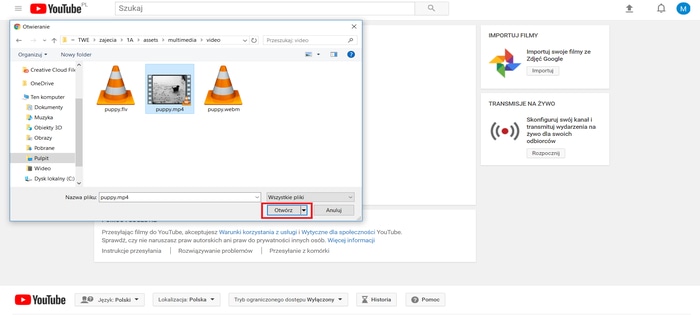 YouTube PL
Szukaj
M
Otwieranie
TWE > zajecia > 1A > assets > multimedia > video
Przeszukaj: video
Organizuj
Nowy folder
Creative Cloud Fil
OneDrive
Ten komputer
Dokumenty
Muzyka
Obiekty 3D
Obrazy
Pobrane
Pulpit
Wideo
Dysk lokalny (C:)
puppy.flv
puppy.mp4
puppy.webm
Nazwa pliku:
puppy.mp4
Wszystkie pliki
Otwórz
Anuluj
IMPORTUJ FILMY
Importuj swoje filmy ze
Zdjęć Google
Importuj
TRANSMISJE NA ŻYWO
Skonfiguruj swój kanał i
transmituj wydarzenia na
żywo dla swoich
odbiorców
Rozpocznij
Przesyłając filmy do YouTube, akceptujesz Warunki korzystania z usługi i Wytyczne dla społeczności YouTube.
Sprawdź, czy nie naruszasz praw autorskich ani praw do prywatności innych osób. Więcej informacji
Instrukcje przesyłania
Rozwiązywanie problemów
Przesyłanie z komórki
YouTube
Język: Polski
Lokalizacja: Polska
Tryb ograniczonego dostępu Wyłączony
Historia
Pomoc